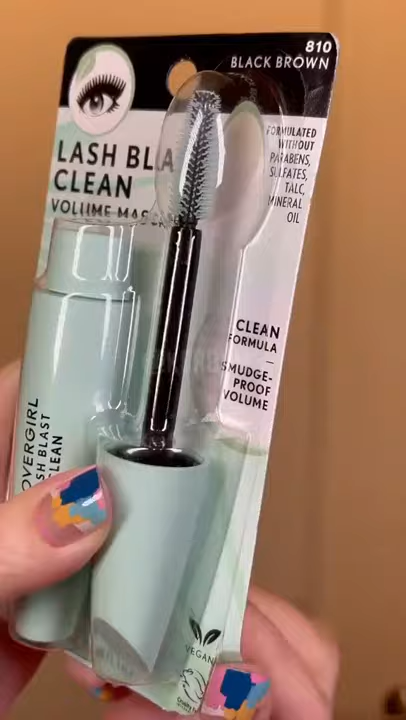 810
BLACK BROWN
LASH BLA
CLEAN
VOLUME MASCARA
FORMULATED
WITHOUT
PARABENS,
SULFATES,
TALC,
MINERAL
OIL
CLEAN
FORMULA
SMUDGE-
PROOF
VOLUME
OVERGIRL
SH BLAST
CLEAN
VEGAN